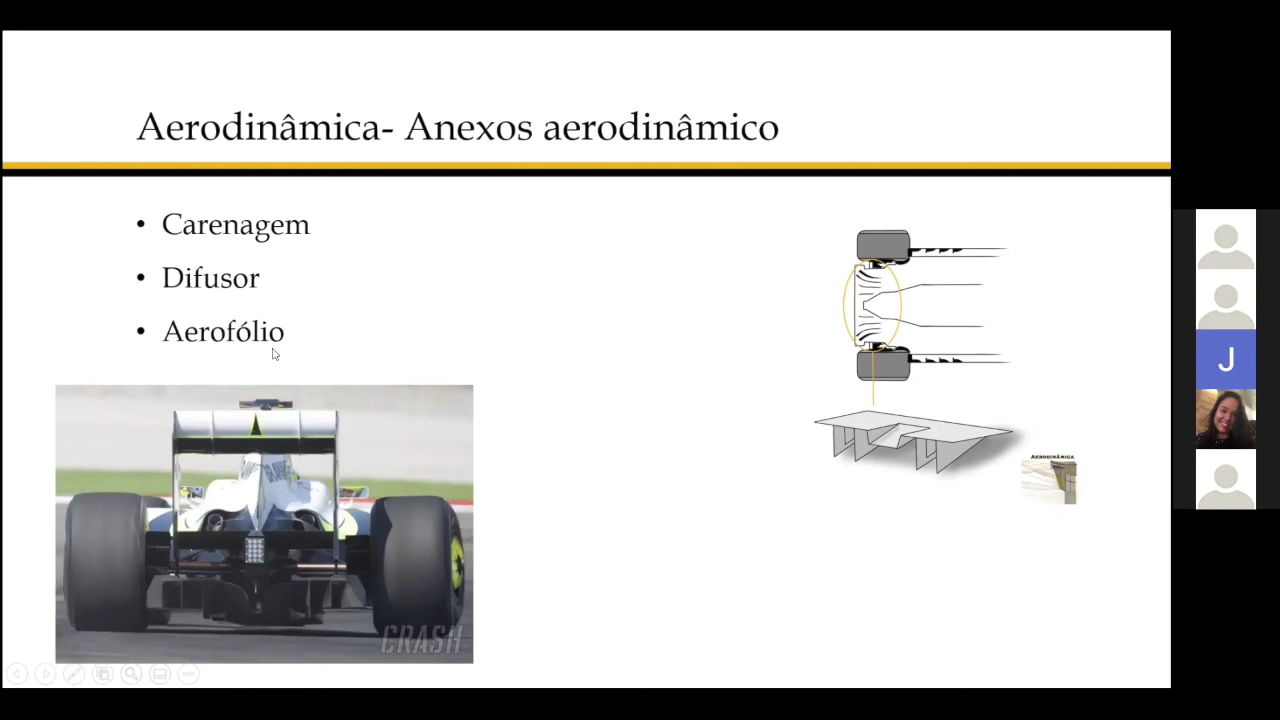 Aerodinâmica- Anexos aerodinâmico
• Carenagem
• Difusor
• Aerofólio
AERODINÂMICA
J
CRASH